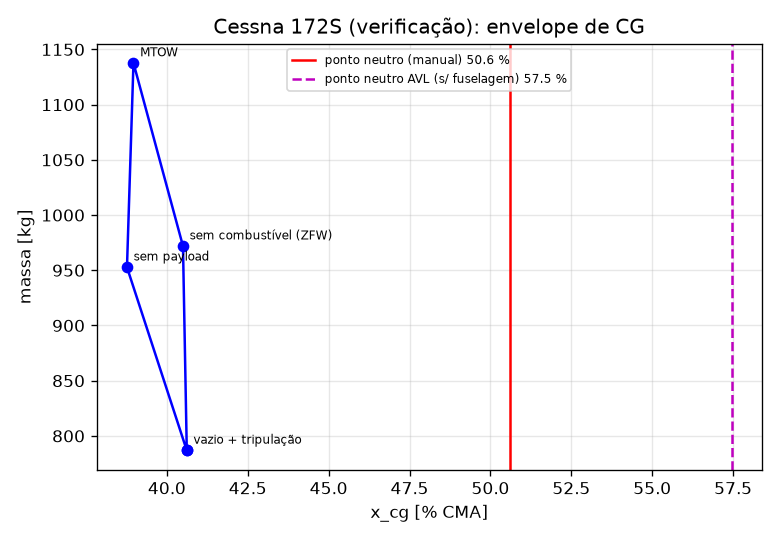 Cessna 172S (verificação): envelope de CG
MTOW
ponto neutro (manual) 50.6 %
ponto neutro AVL (s/ fuselagem) 57.5 %
sem combustível (ZFW)
sem payload
vazio + tripulação
1150
1100
1050
1000
950
900
850
800
massa [kg]
40.0 42.5 45.0 47.5 50.0 52.5 55.0 57.5
x_cg [% CMA]